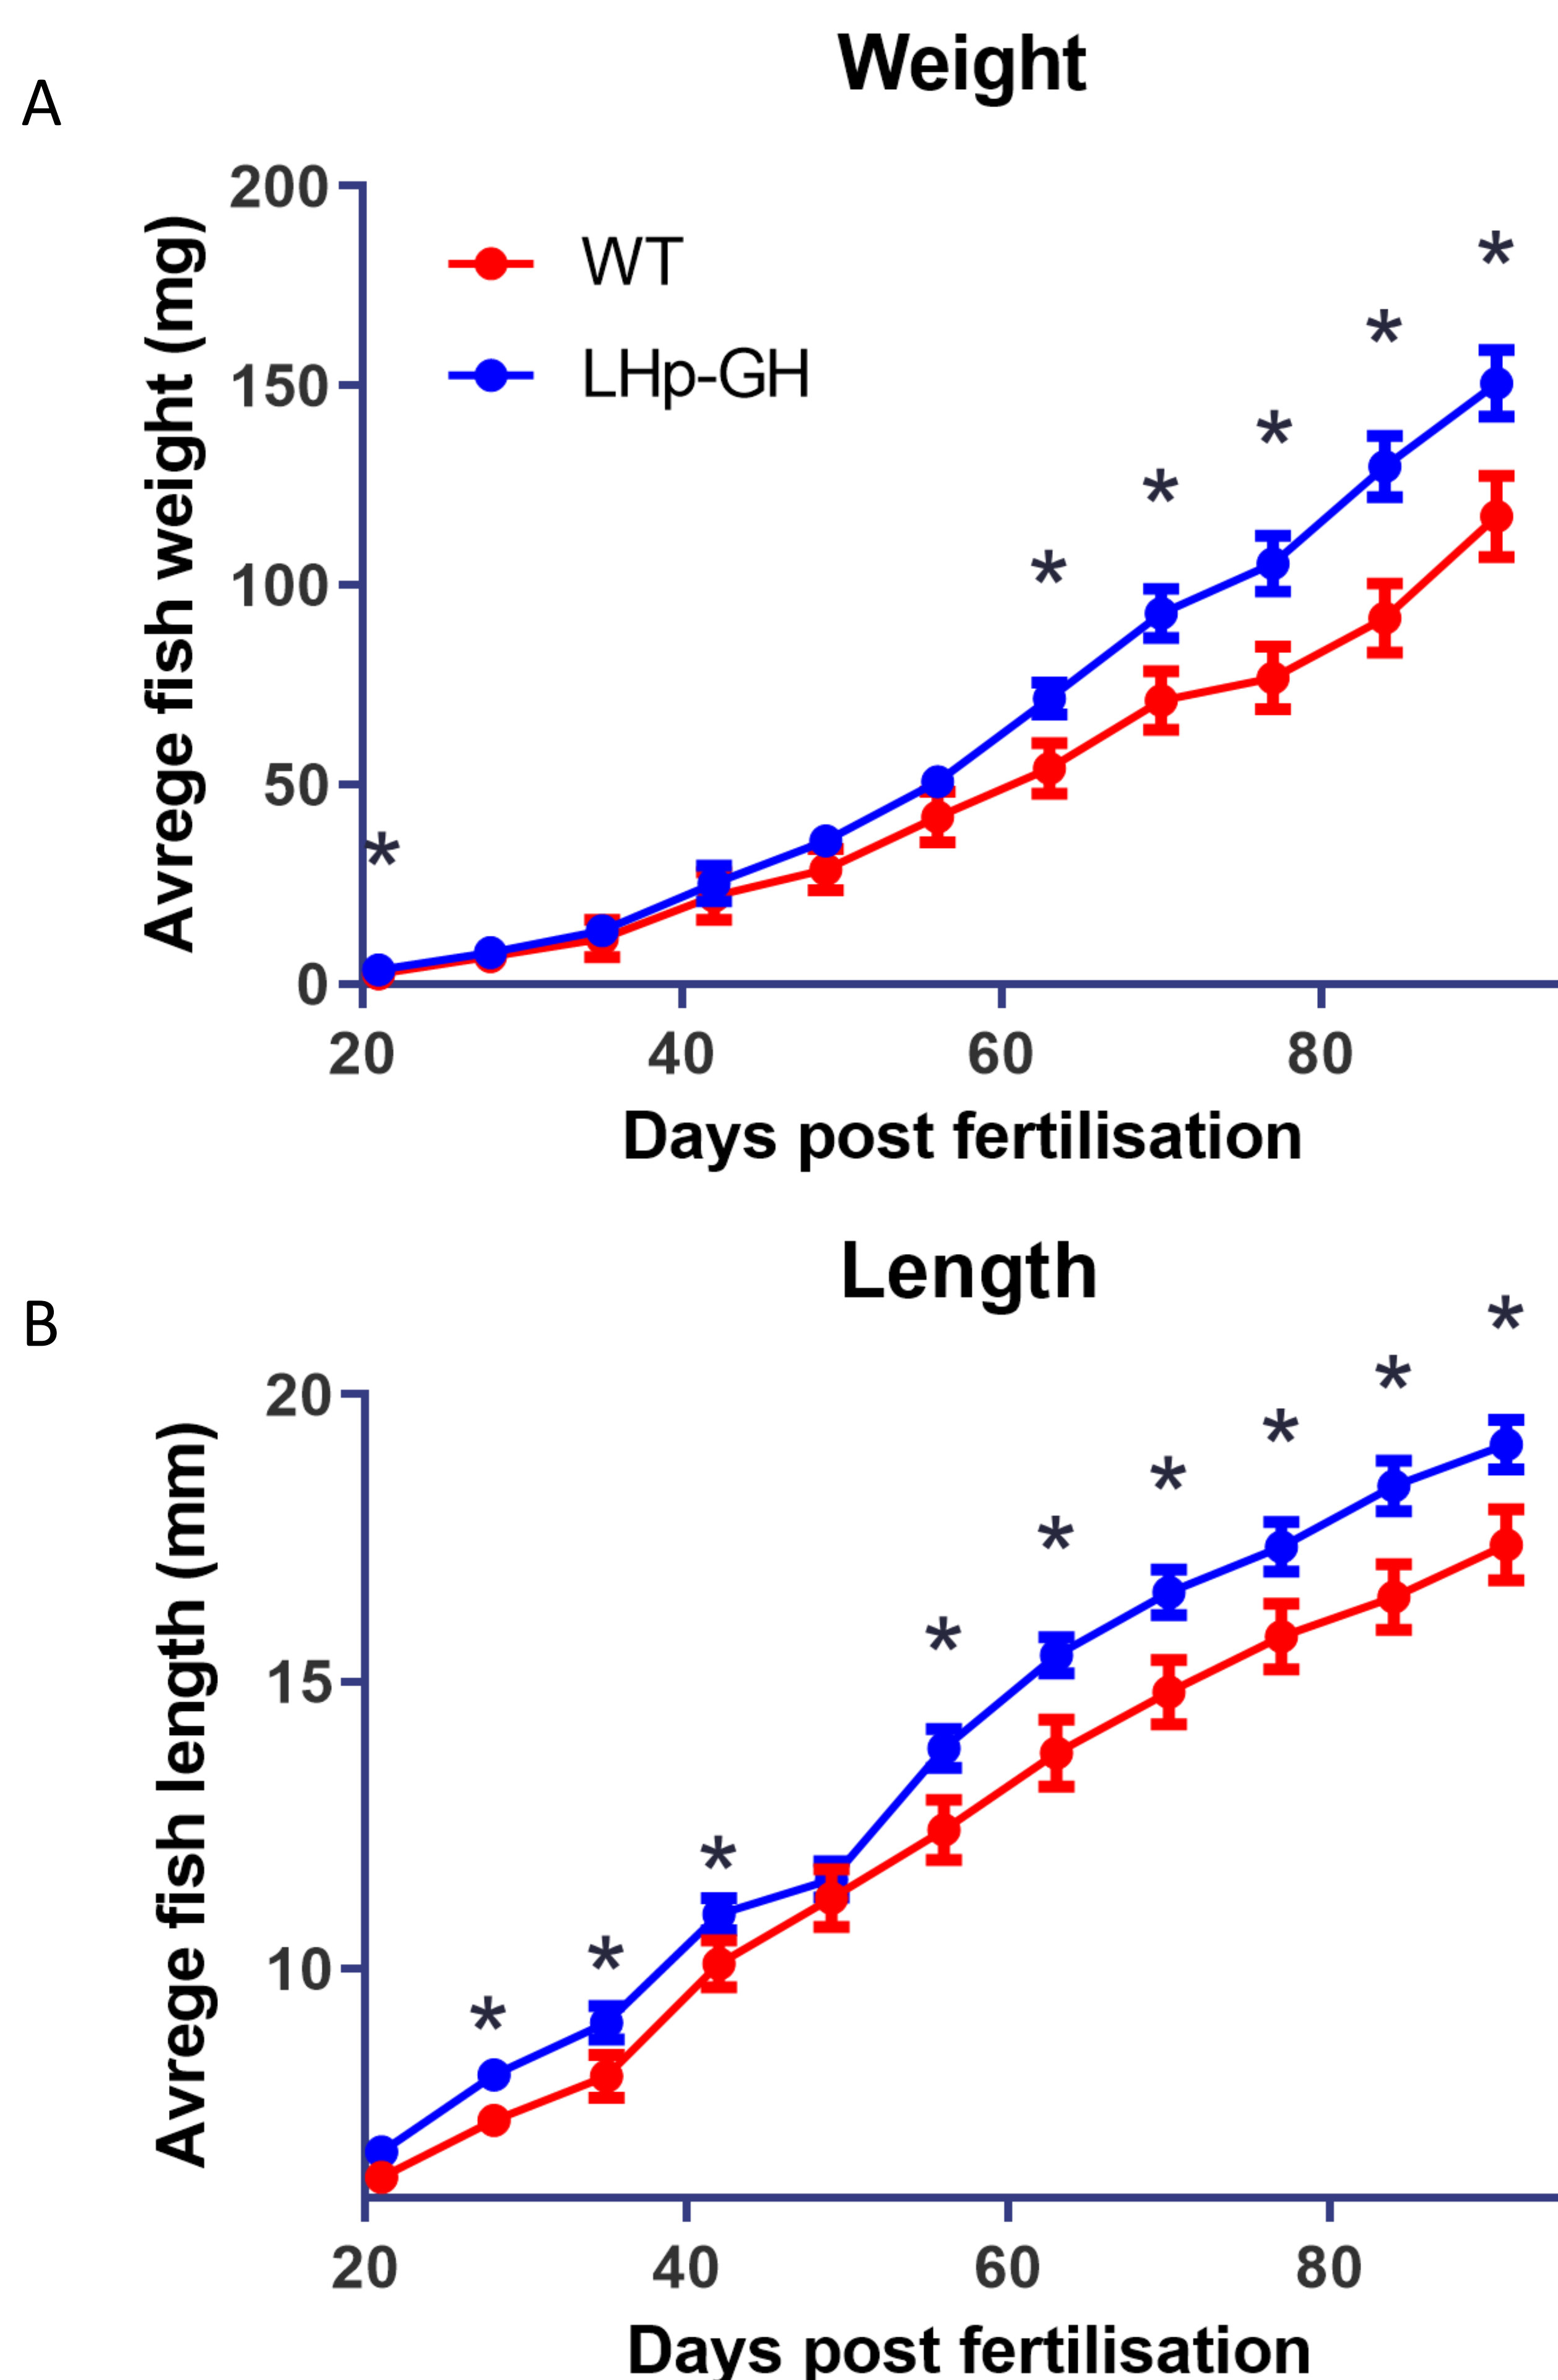 A
Weight
Avrege fish weight (mg)
200
150
100
50
0
WT
LHp-GH
*
*
*
*
*
*
20 40 60 80
Days post fertilisation
B
Length
Avrege fish length (mm)
20
15
10
*
*
*
*
*
*
*
*
*
20 40 60 80
Days post fertilisation